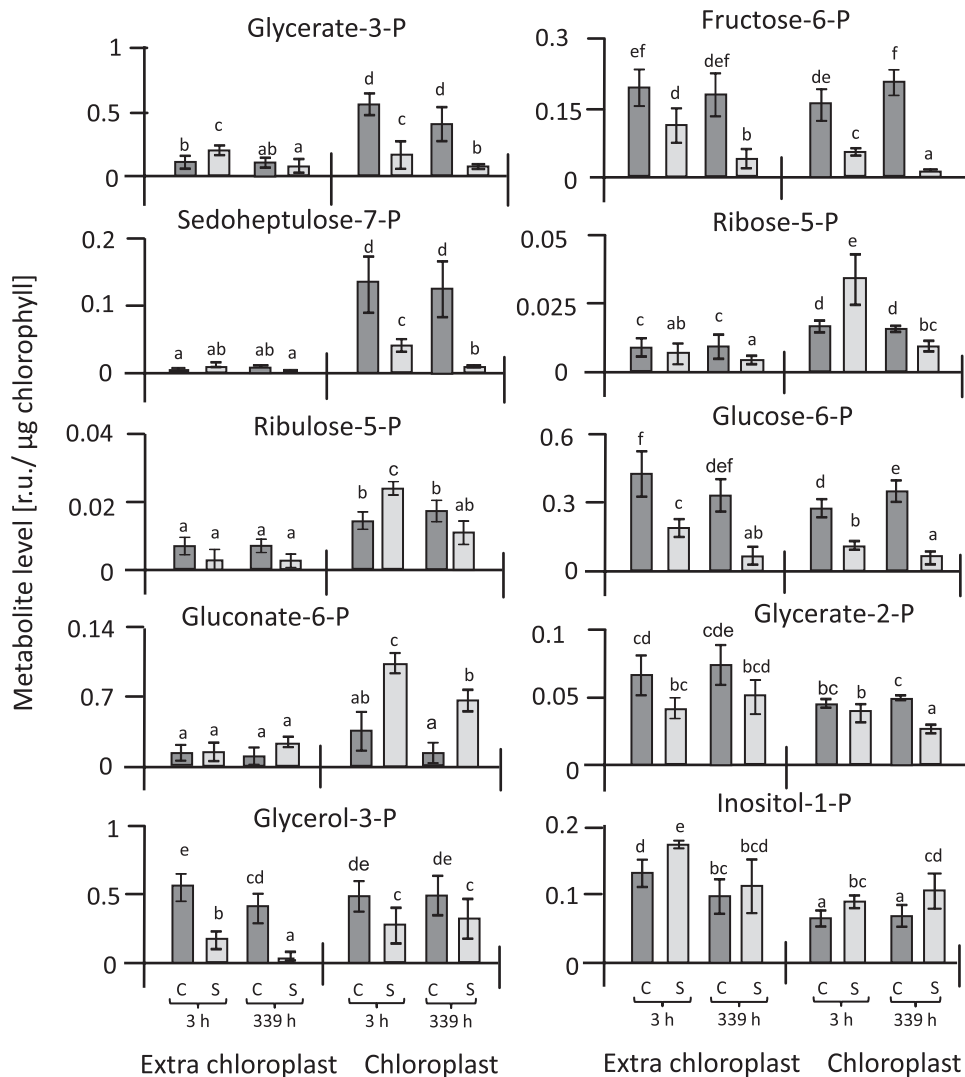 Metabolite level [r.u./ µg chlorophyll]
Glycerate-3-P
1
0.5
0
b c ab a d c d b
Fructose-6-P
0.3
0.15
0
ef d def b de c f a
Sedoheptulose-7-P
0.2
0.1
0
a ab ab a d c d b
Ribose-5-P
0.05
0.025
0
c ab c a d e d bc
Ribulose-5-P
0.04
0.02
0
a a a a b c b ab
Glucose-6-P
0.6
0.3
0
f c def ab d b e a
Gluconate-6-P
0.14
0.7
0
a a a a ab c a b
Glycerate-2-P
0.1
0.05
0
cd bc cde bcd bc b c a
Glycerol-3-P
1
0.5
0
e b cd a de c de c
Inositol-1-P
0.2
0.1
0
d e bc bcd a bc a cd
C S C S C S C S
3 h 339 h 3 h 339 h
Extra chloroplast Chloroplast
C S C S C S C S
3 h 339 h 3 h 339 h
Extra chloroplast Chloroplast